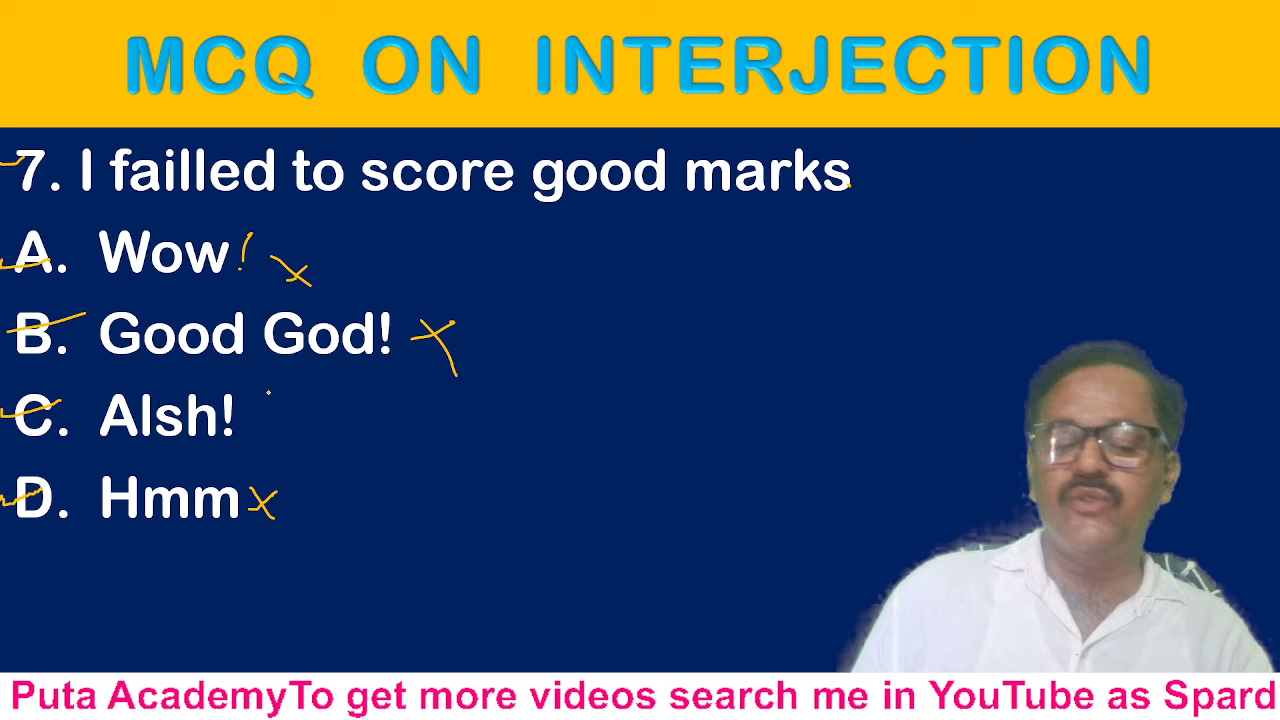 MCQ ON INTERJECTION
7. I failled to score good marks.
A. Wow!
B. Good God!
C. Alsh!
D. Hmm
Puta AcademyTo get more videos search me in YouTube as Spard